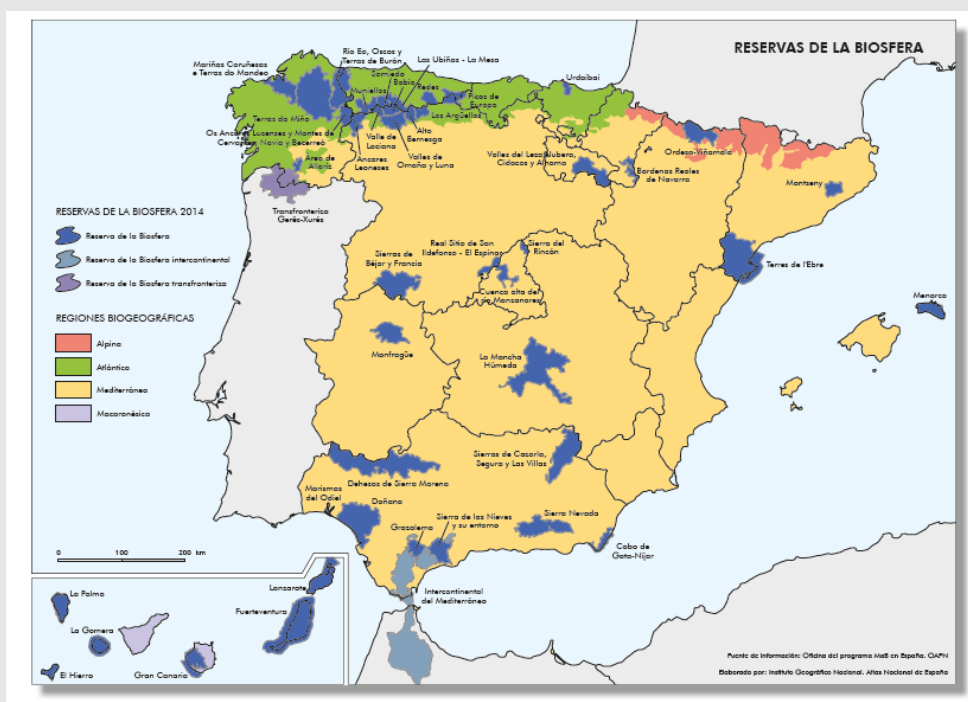 RESERVAS DE LA BIOSFERA
Río Eo, Oscos y
Terras de Burón
Las Ubiñas - La Mesa
Mariñas Coruñesas
e Terras do Mandeo
Somiedo
Babia
Redes
Muniellos
Picos de
Europa
Urdaibai
Terras do Miño
Los Argüellos
Os Ancares Lucenses y Montes de
Cervantes, Navia y Becerreá
Valle de
Laciana
Alto
Bernesga
Área de
Allariz
Ancares
Leoneses
Valles de
Omaña y Luna
Valles del Leza, Jubera,
Cidacos y Alhama
Ordesa-Viñamala
Bardenas Reales
de Navarra
Montseny
Transfronteriza
Gerês-Xurés
RESERVAS DE LA BIOSFERA 2014
Reserva de la Biosfera
Reserva de la Biosfera intercontinental
Reserva de la Biosfera transfronteriza
REGIONES BIOGEOGRÁFICAS
Alpina
Atlántica
Mediterránea
Macaronésica
Sierras de
Béjar y Francia
Real Sitio de San
Ildefonso - El Espinar
Sierra del
Rincón
Cuenca alta del
río Manzanares
Terres de l'Ebre
Menorca
Monfragüe
La Mancha
Húmeda
Sierras de Cazorla,
Segura y Las Villas
Dehesas de Sierra Morena
Marismas
del Odiel
Doñana
Grazalema
Sierra de las Nieves
y su entorno
Sierra Nevada
Cabo de
Gata-Níjar
0 100 200 km
Intercontinental
del Mediterráneo
La Palma
Lanzarote
La Gomera
Fuerteventura
El Hierro
Gran Canaria
Fuente de información: Oficina del programa MaB en España. OAPN
Elaborado por: Instituto Geográfico Nacional. Atlas Nacional de España